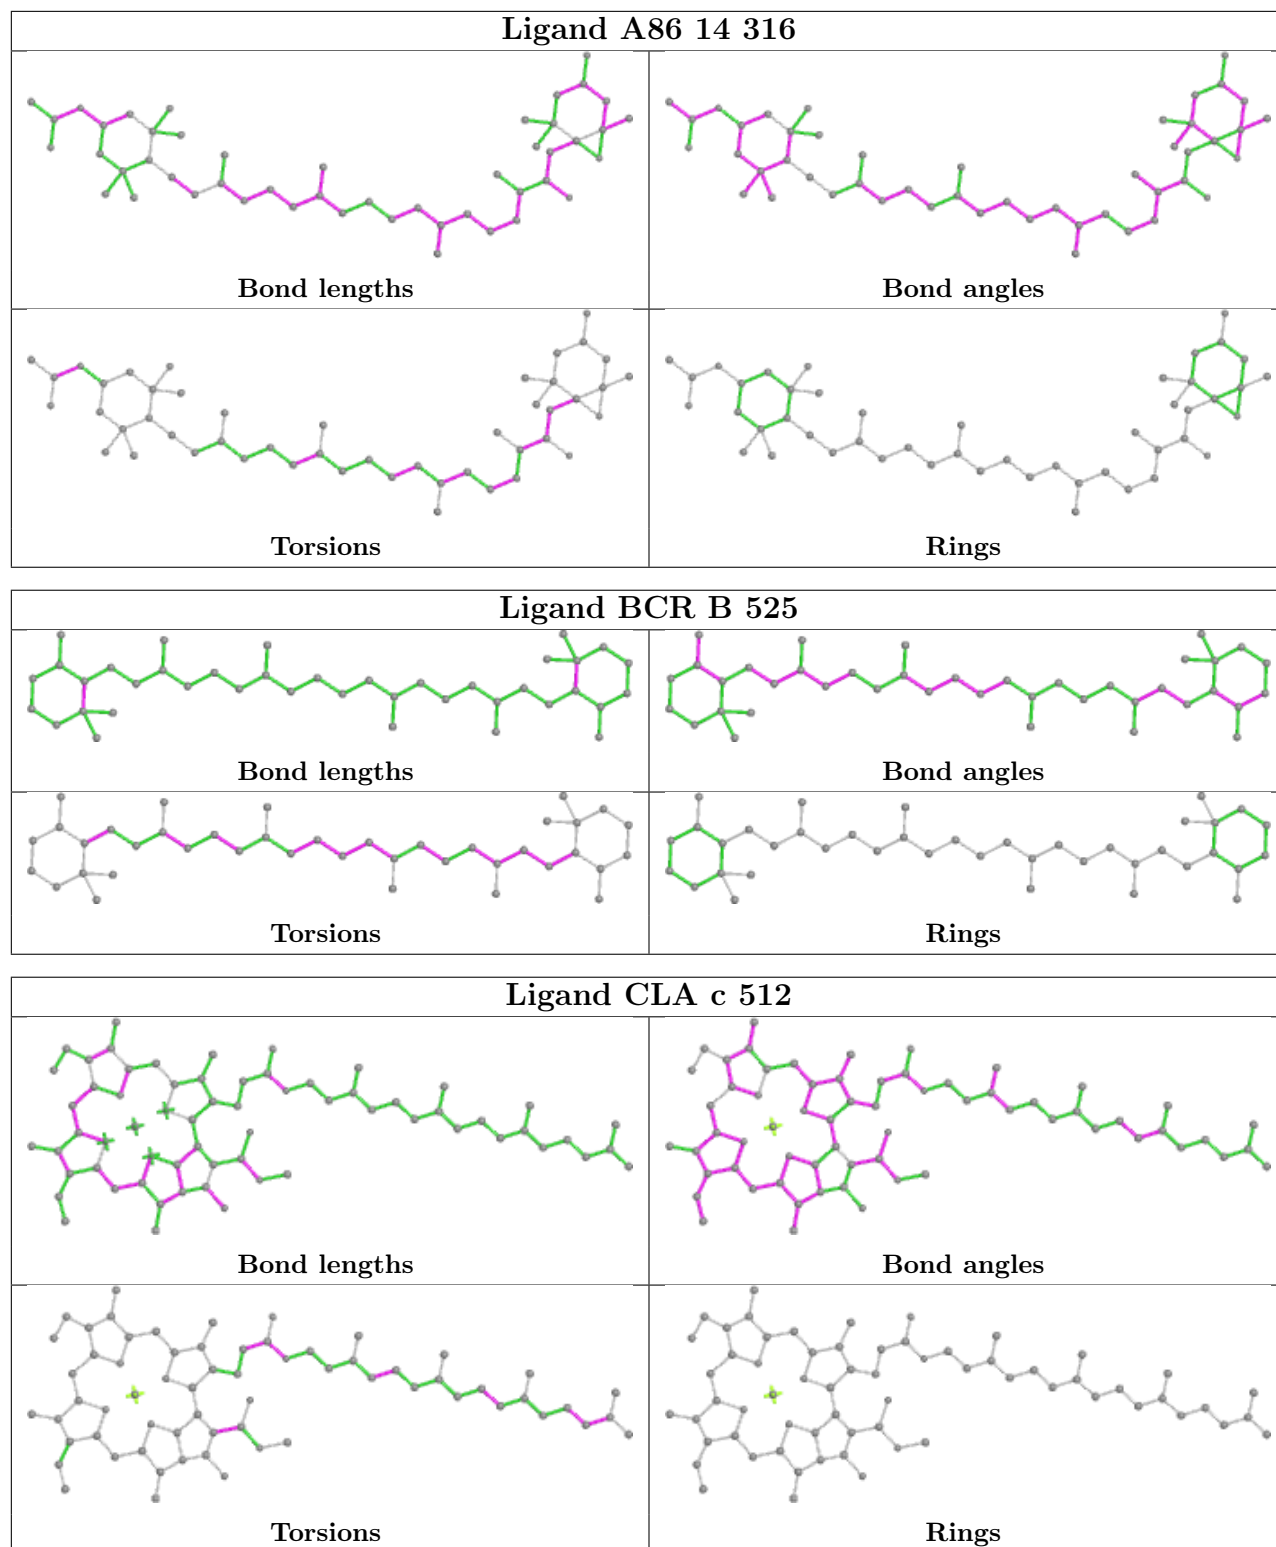 Ligand A86 14 316
Bond lengths
Bond angles
Torsions
Rings
Ligand BCR B 525
Bond lengths
Bond angles
Torsions
Rings
Ligand CLA c 512
Bond lengths
Bond angles
Torsions
Rings